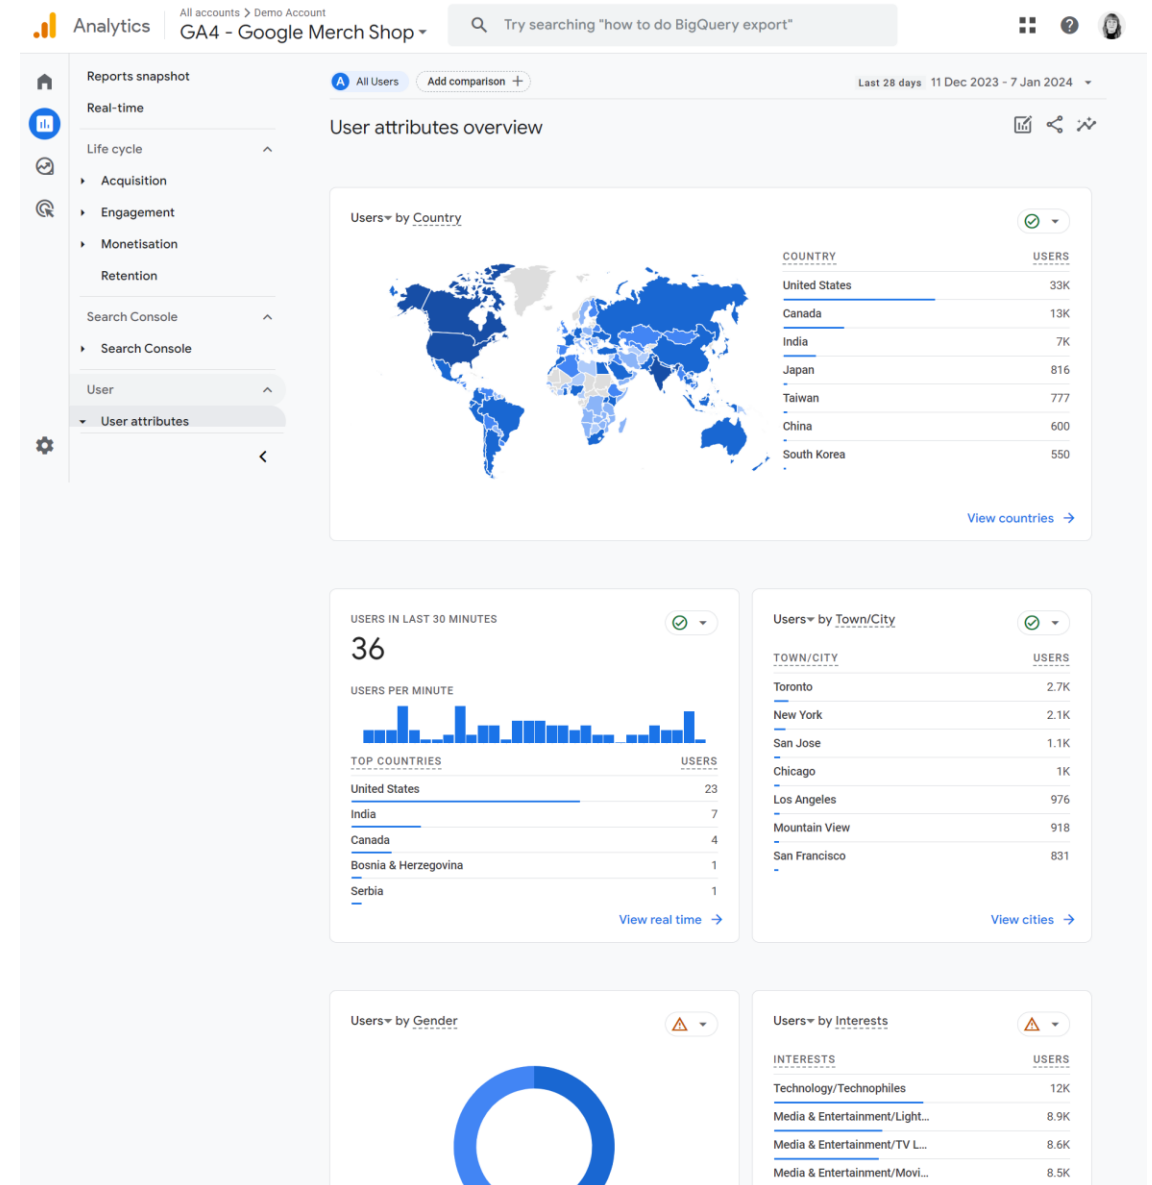 Analytics
All accounts > Demo Account
GA4 - Google Merch Shop
Try searching "how to do BigQuery export"
Reports snapshot
Real-time
Life cycle
Acquisition
Engagement
Monetisation
Retention
Search Console
Search Console
User
User attributes
A All Users
Add comparison +
Last 28 days 11 Dec 2023 - 7 Jan 2024
User attributes overview
Users by Country
COUNTRY USERS
United States 33K
Canada 13K
India 7K
Japan 816
Taiwan 777
China 600
South Korea 550
View countries →
USERS IN LAST 30 MINUTES
36
USERS PER MINUTE
TOP COUNTRIES USERS
United States 23
India 7
Canada 4
Bosnia & Herzegovina 1
Serbia 1
View real time →
Users by Town/City
TOWN/CITY USERS
Toronto 2.7K
New York 2.1K
San Jose 1.1K
Chicago 1K
Los Angeles 976
Mountain View 918
San Francisco 831
View cities →
Users by Gender
Users by Interests
INTERESTS USERS
Technology/Technophiles 12K
Media & Entertainment/Light... 8.9K
Media & Entertainment/TV L... 8.6K
Media & Entertainment/Movi... 8.5K